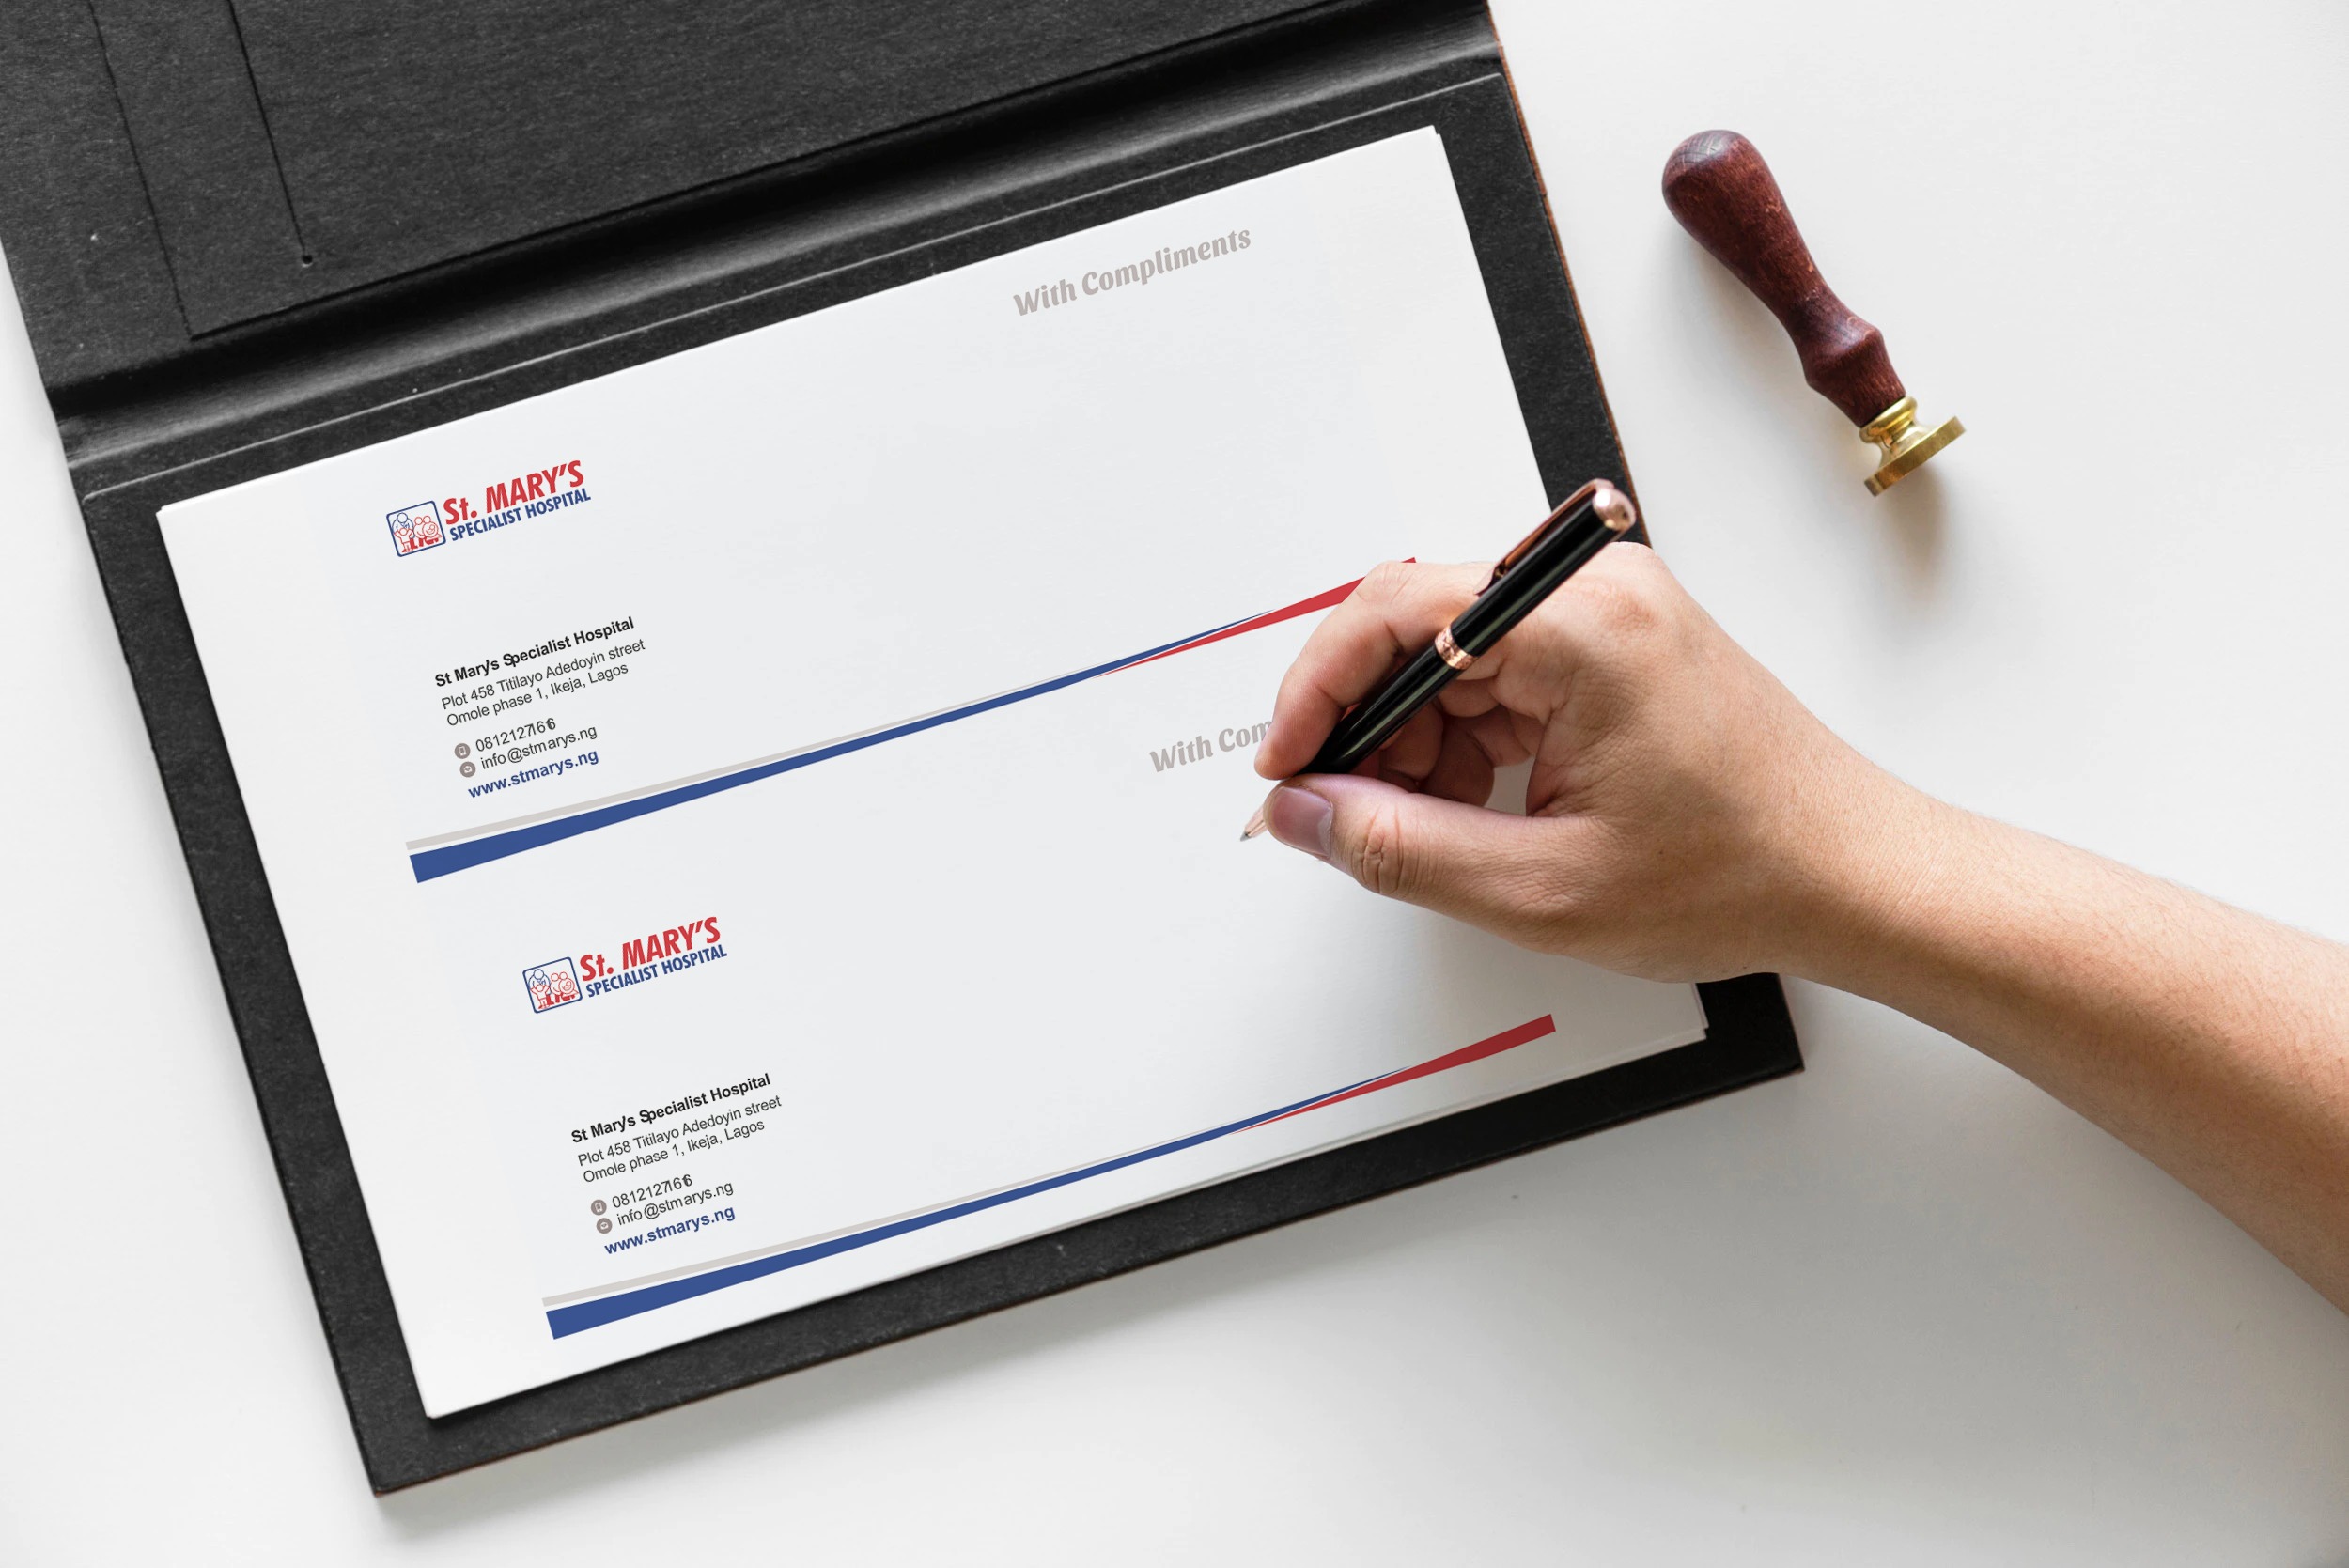 With Compliments
St. MARY'S
SPECIALIST HOSPITAL
St Mary's Specialist Hospital
Plot 458 Titilayo Adedoyin street
Omole phase 1, Ikeja, Lagos
08121271616
info@stmarys.ng
www.stmarys.ng
With Com
St. MARY'S
SPECIALIST HOSPITAL
St Mary's Specialist Hospital
Plot 458 Titilayo Adedoyin street
Omole phase 1, Ikeja, Lagos
08121271616
info@stmarys.ng
www.stmarys.ng